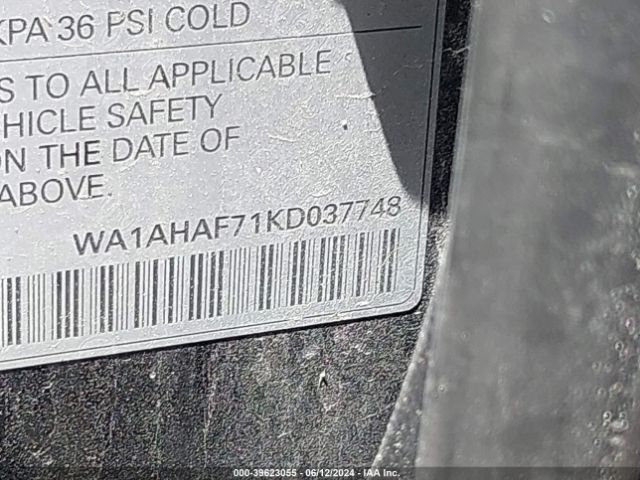 KPA 36 PSI COLD
S TO ALL APPLICABLE
EHICLE SAFETY
ON THE DATE OF
ABOVE.
WA1AHAF71KD037748
000-39623055 - 06/12/2024 - IAA Inc.